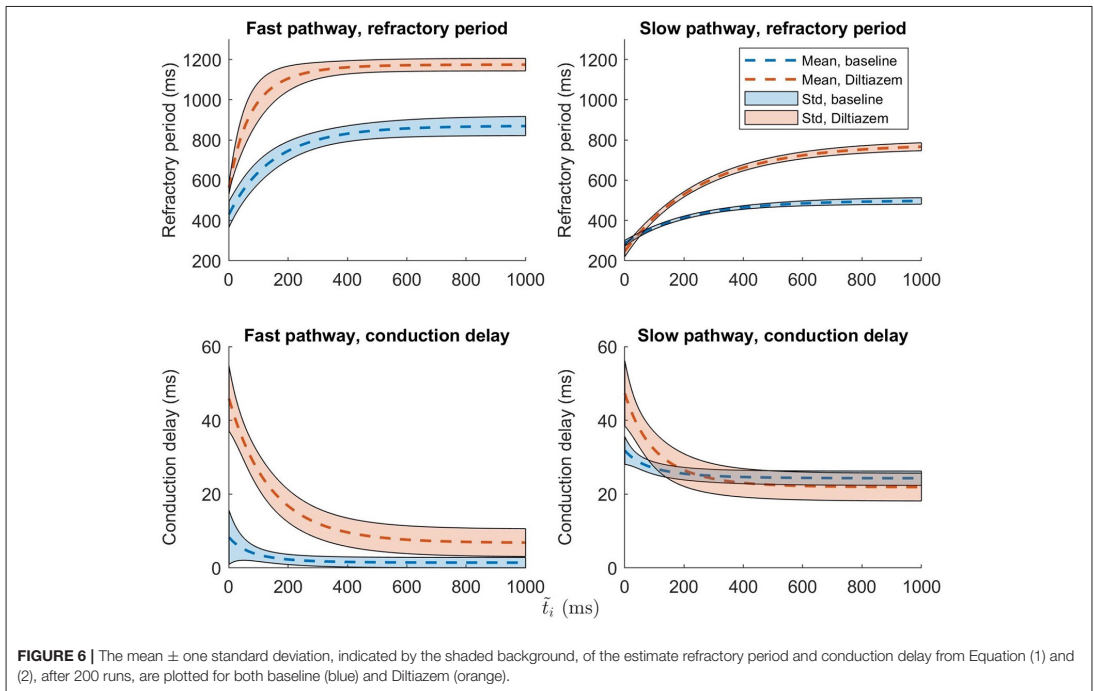 Fast pathway, refractory period
Slow pathway, refractory period
Refractory period (ms)
1200
1000
800
600
400
200
0 200 400 600 800 1000
Refractory period (ms)
1200
1000
800
600
400
200
0 200 400 600 800 1000
Mean, baseline
Mean, Diltiazem
Std, baseline
Std, Diltiazem
Fast pathway, conduction delay
Slow pathway, conduction delay
Conduction delay (ms)
60
40
20
0
0 200 400 600 800 1000
Conduction delay (ms)
60
40
20
0
0 200 400 600 800 1000
t̃ᵢ (ms)
FIGURE 6 | The mean ± one standard deviation, indicated by the shaded background, of the estimate refractory period and conduction delay from Equation (1) and
(2), after 200 runs, are plotted for both baseline (blue) and Diltiazem (orange).